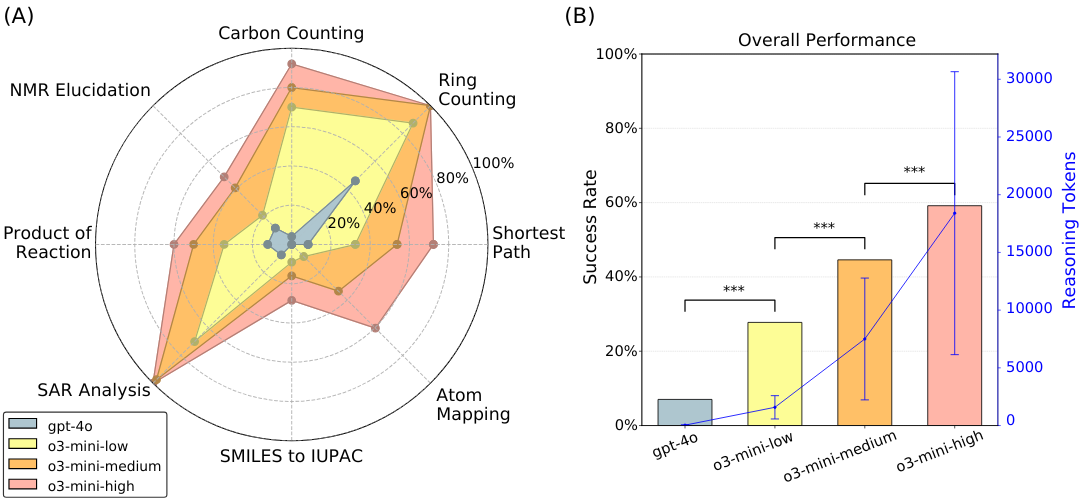 (A)
Carbon Counting
Ring
Counting
NMR Elucidation
100%
80%
60%
40%
20%
Product of
Reaction
Shortest
Path
SAR Analysis
Atom
Mapping
SMILES to IUPAC
gpt-4o
o3-mini-low
o3-mini-medium
o3-mini-high
(B)
Overall Performance
100%
80%
60%
40%
20%
0%
Success Rate
***
***
***
30000
25000
20000
15000
10000
5000
0
Reasoning Tokens
gpt-4o
o3-mini-low
o3-mini-medium
o3-mini-high